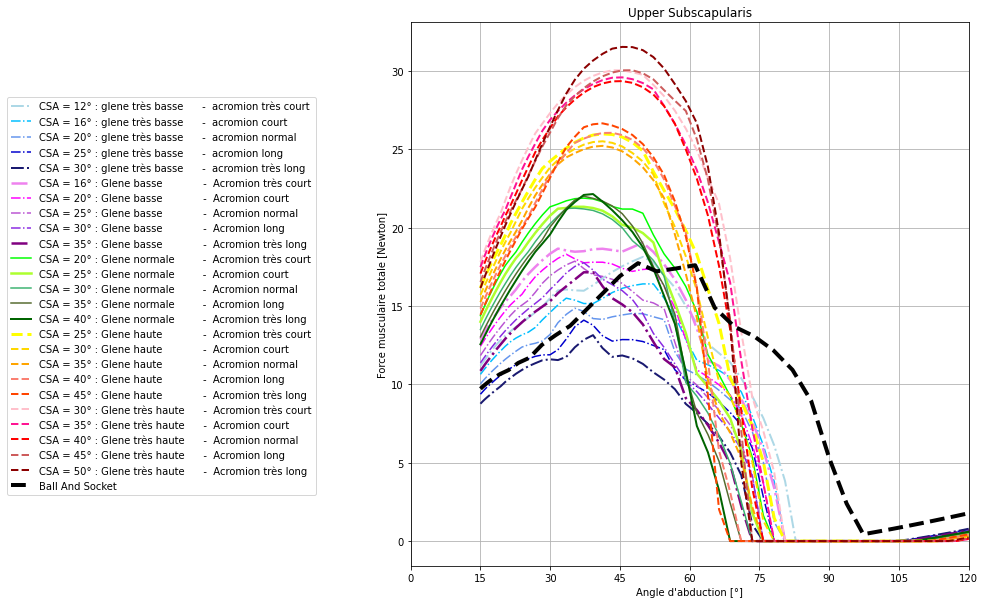 Upper Subscapularis
CSA = 12° : glene très basse - acromion très court
CSA = 16° : glene très basse - acromion court
CSA = 20° : glene très basse - acromion normal
CSA = 25° : glene très basse - acromion long
CSA = 30° : glene très basse - acromion très long
CSA = 16° : Glene basse - Acromion très court
CSA = 20° : Glene basse - Acromion court
CSA = 25° : Glene basse - Acromion normal
CSA = 30° : Glene basse - Acromion long
CSA = 35° : Glene basse - Acromion très long
CSA = 20° : Glene normale - Acromion très court
CSA = 25° : Glene normale - Acromion court
CSA = 30° : Glene normale - Acromion normal
CSA = 35° : Glene normale - Acromion long
CSA = 40° : Glene normale - Acromion très long
CSA = 25° : Glene haute - Acromion très court
CSA = 30° : Glene haute - Acromion court
CSA = 35° : Glene haute - Acromion normal
CSA = 40° : Glene haute - Acromion long
CSA = 45° : Glene haute - Acromion très long
CSA = 30° : Glene très haute - Acromion très court
CSA = 35° : Glene très haute - Acromion court
CSA = 40° : Glene très haute - Acromion normal
CSA = 45° : Glene très haute - Acromion long
CSA = 50° : Glene très haute - Acromion très long
Ball And Socket
Force musculaire totale [Newton]
30
25
20
15
10
5
0
0 15 30 45 60 75 90 105 120
Angle d'abduction [°]